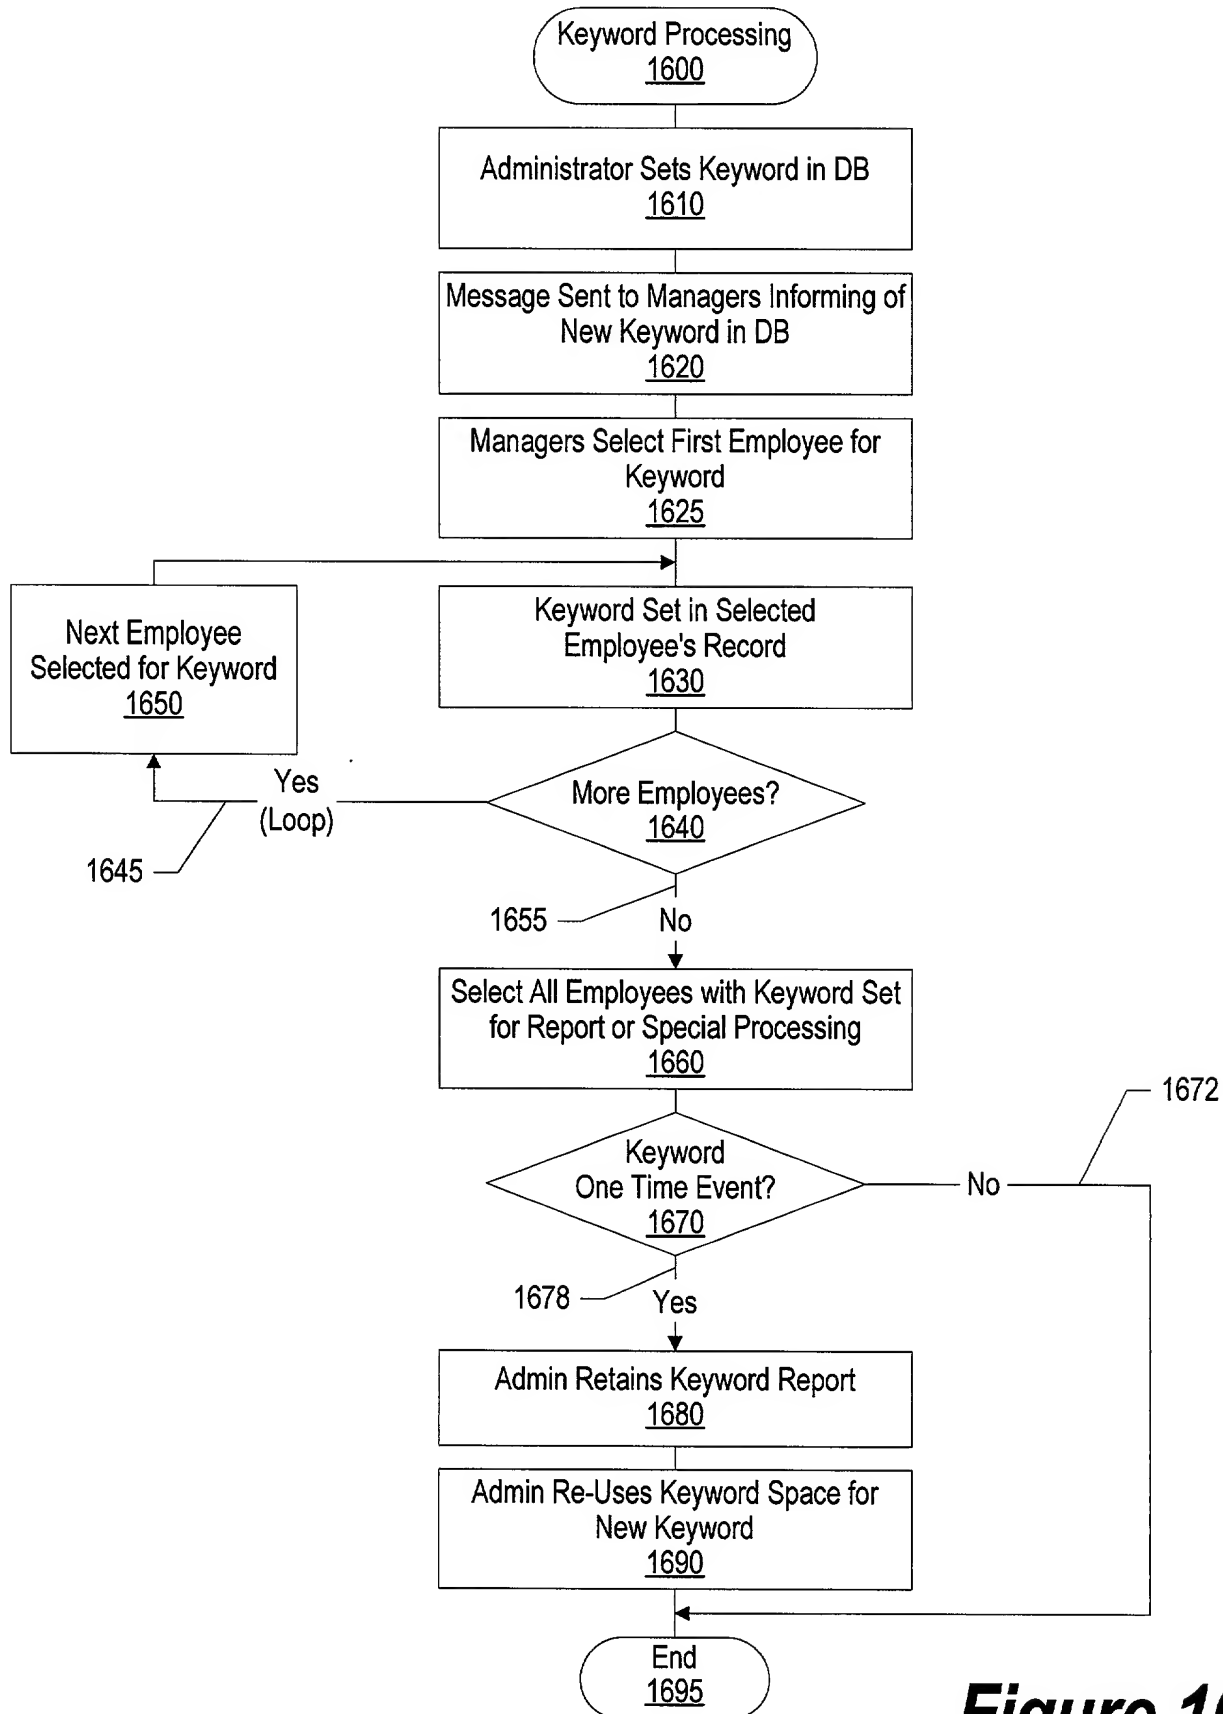 Keyword Processing
1600
Administrator Sets Keyword in DB
1610
Message Sent to Managers Informing of
New Keyword in DB
1620
Managers Select First Employee for
Keyword
1625
Next Employee
Selected for Keyword
1650
Keyword Set in Selected
Employee's Record
1630
Yes
(Loop)
1645
More Employees?
1640
1655
No
Select All Employees with Keyword Set
for Report or Special Processing
1660
1672
Keyword
One Time Event?
1670
No
1678
Yes
Admin Retains Keyword Report
1680
Admin Re-Uses Keyword Space for
New Keyword
1690
End
1695
Figure